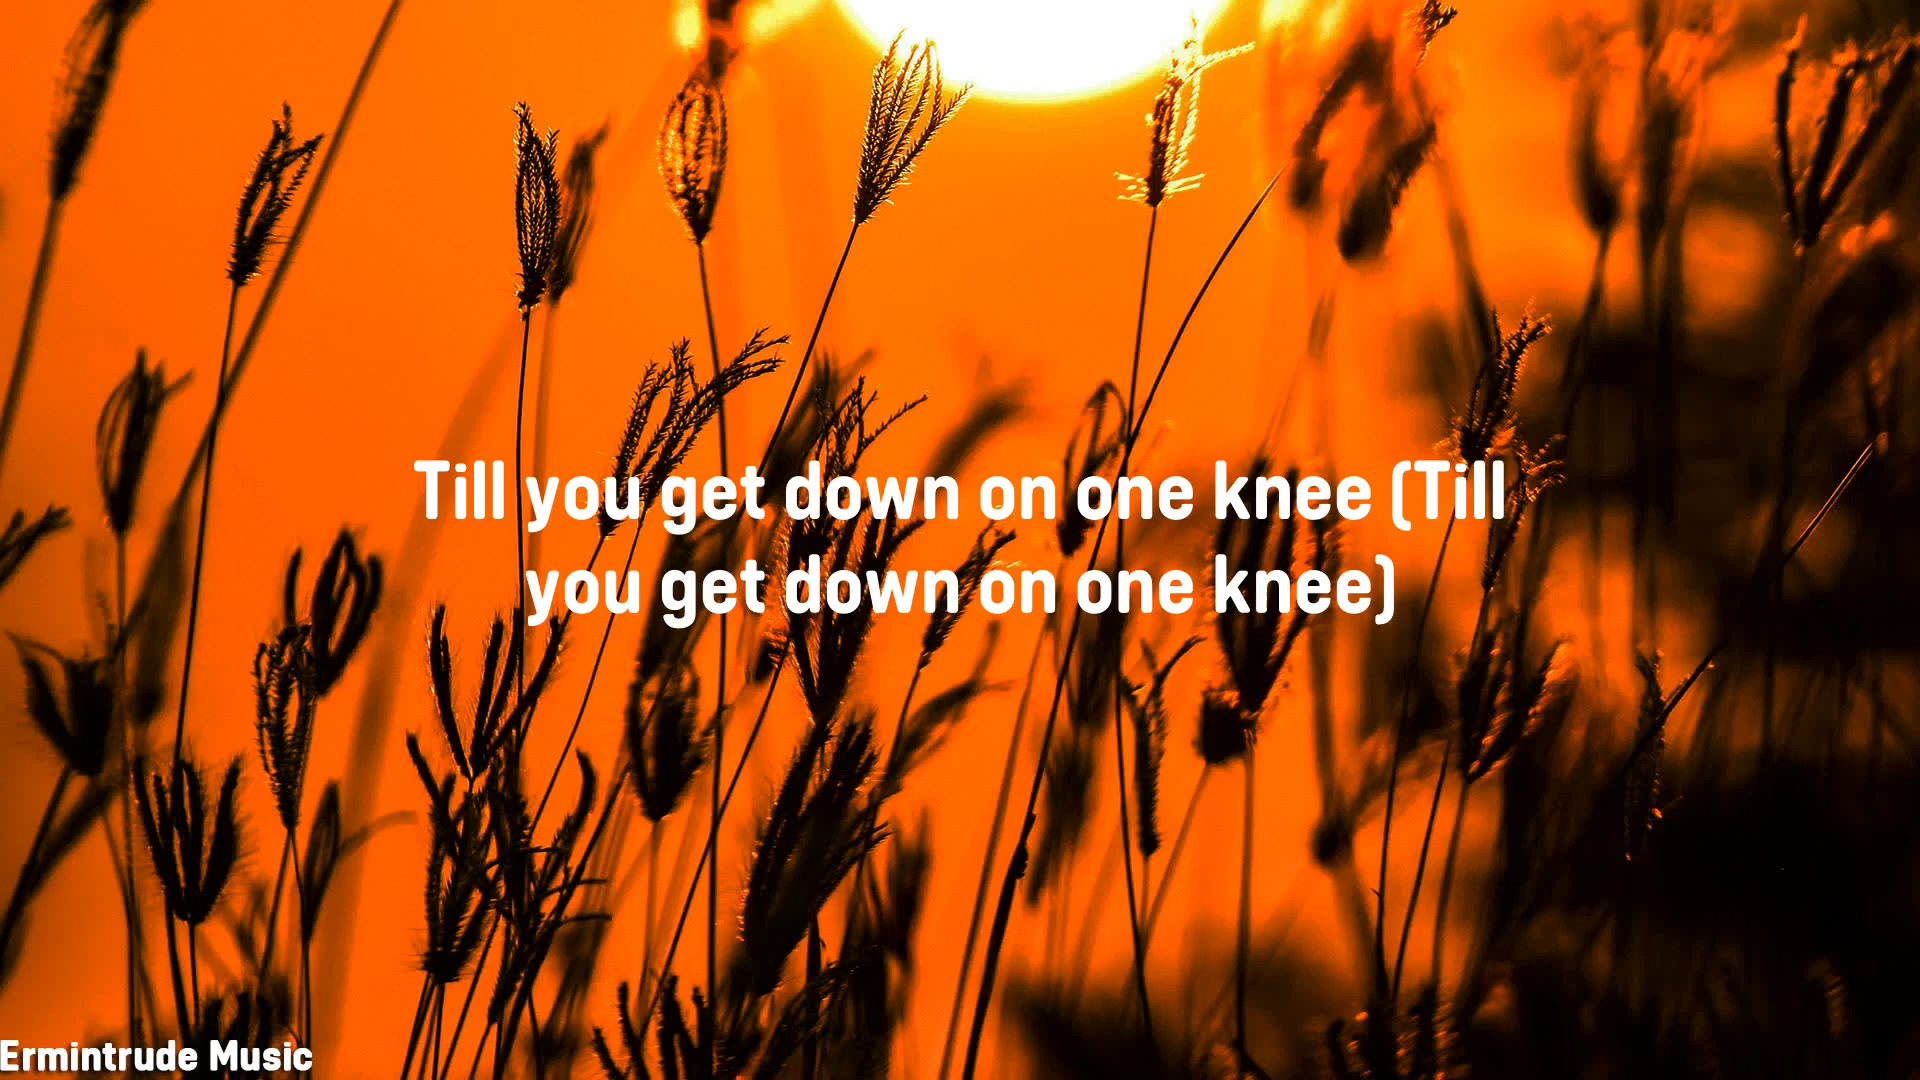 Till you get down on one knee (Till
you get down on one knee)
Ermintrude Music